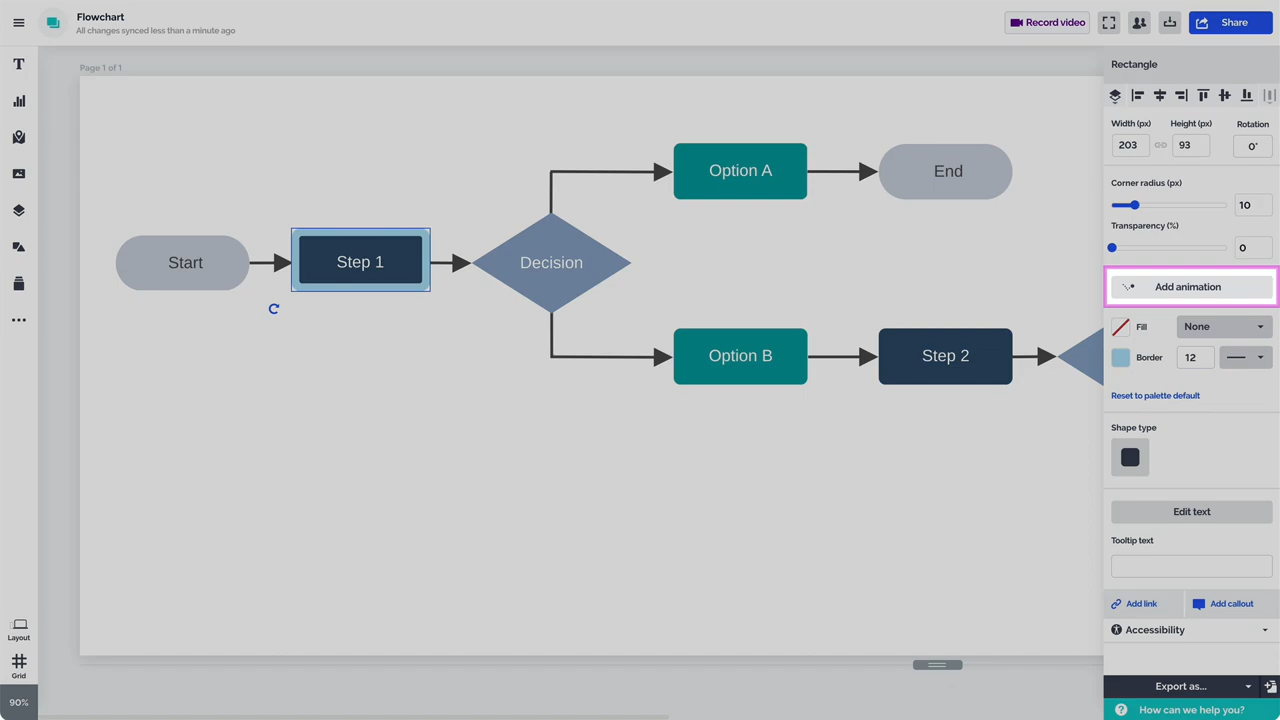 Flowchart
All changes synced less than a minute ago
Record video
Share
Page 1 of 1
Start
Step 1
Decision
Option A
End
Option B
Step 2
Layout
Grid
90%
Rectangle
Width (px) Height (px) Rotation
203 93 0°
Corner radius (px)
10
Transparency (%)
0
Add animation
Fill None
Border 12
Reset to palette default
Shape type
Edit text
Tooltip text
Add link Add callout
Accessibility
Export as...
How can we help you?